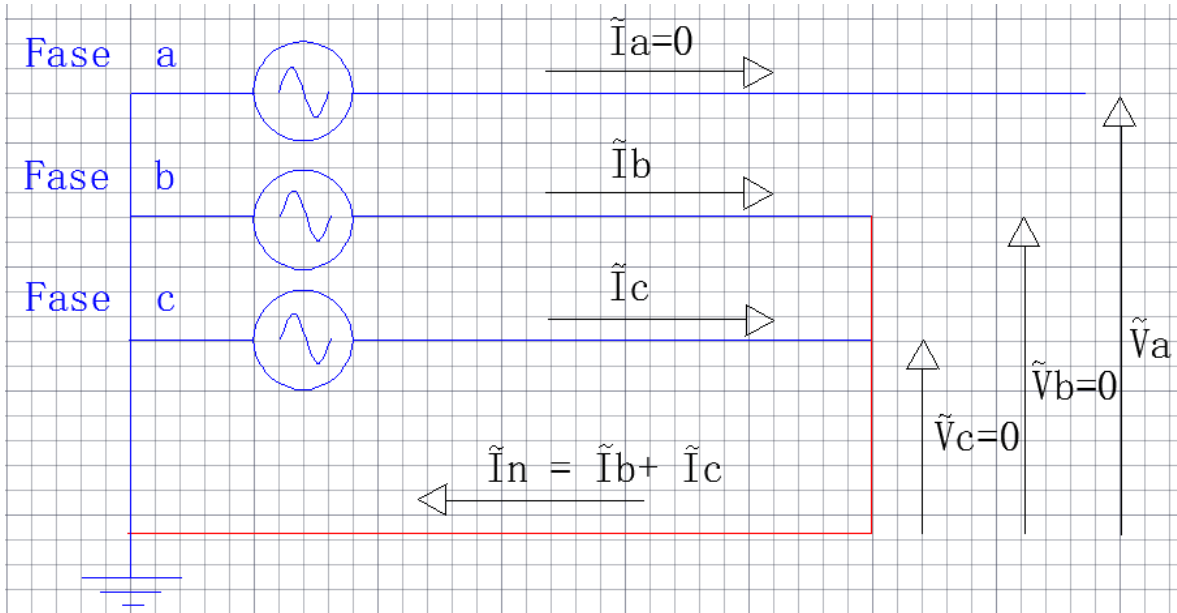 Fase a
Ĩa=0
Fase b
Ĩb
Fase c
Ĩc
Ṽa
Ṽb=0
Ṽc=0
Ĩn = Ĩb+ Ĩc